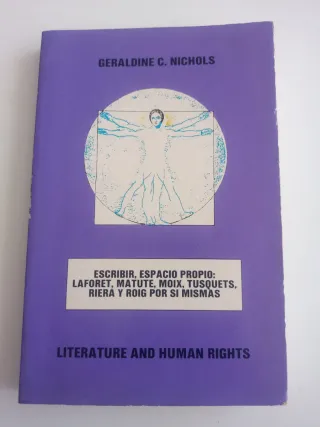 GERALDINE C. NICHOLS
ESCRIBIR, ESPACIO PROPIO:
LAFORET, MATUTE, MOIX, TUSQUETS,
RIERA Y ROIG POR SI MISMAS
LITERATURE AND HUMAN RIGHTS